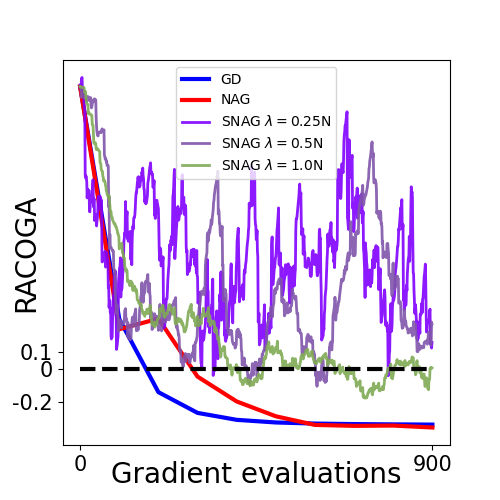 GD
NAG
SNAG λ = 0.25N
SNAG λ = 0.5N
SNAG λ = 1.0N
RACOGA
0.1
0
-0.2
0
900
Gradient evaluations